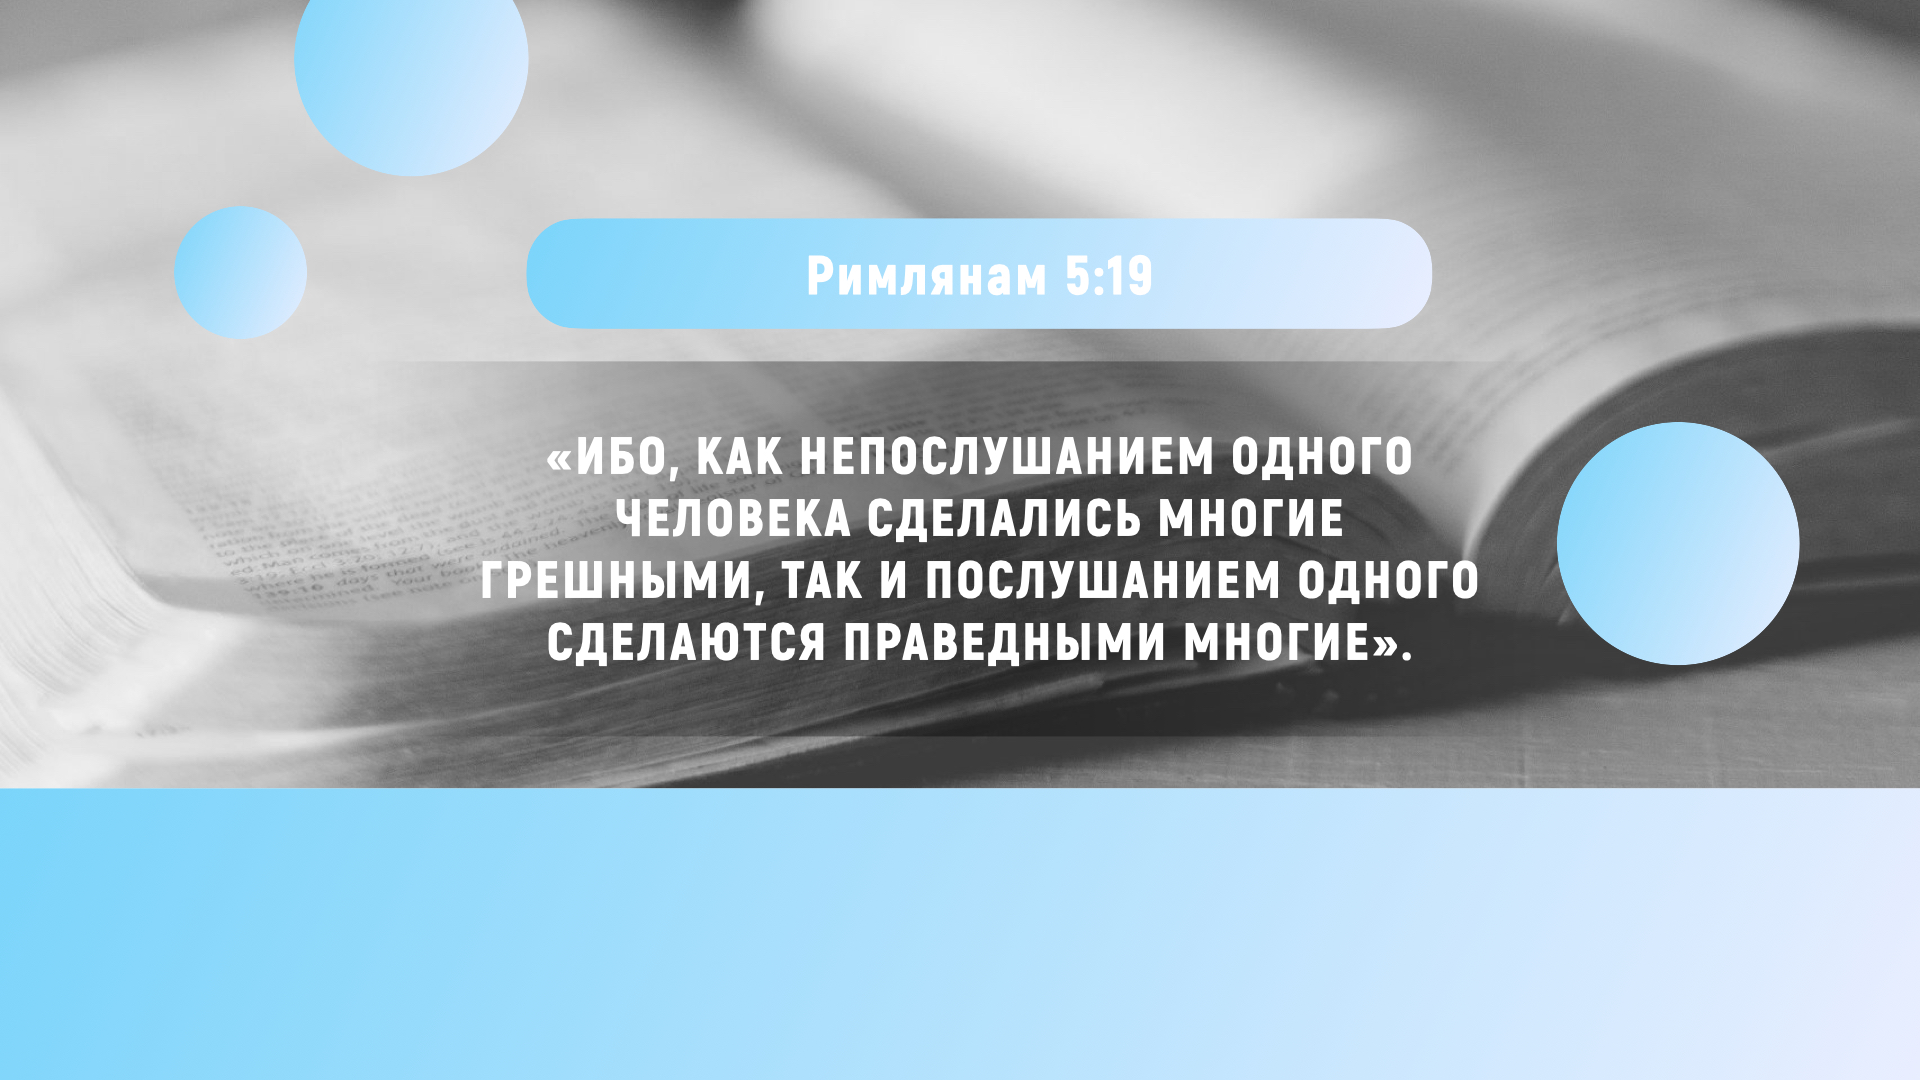 Римлянам 5:19
«ИБО, КАК НЕПОСЛУШАНИЕМ ОДНОГО
ЧЕЛОВЕКА СДЕЛАЛИСЬ МНОГИЕ
ГРЕШНЫМИ, ТАК И ПОСЛУШАНИЕМ ОДНОГО
СДЕЛАЮТСЯ ПРАВЕДНЫМИ МНОГИЕ».